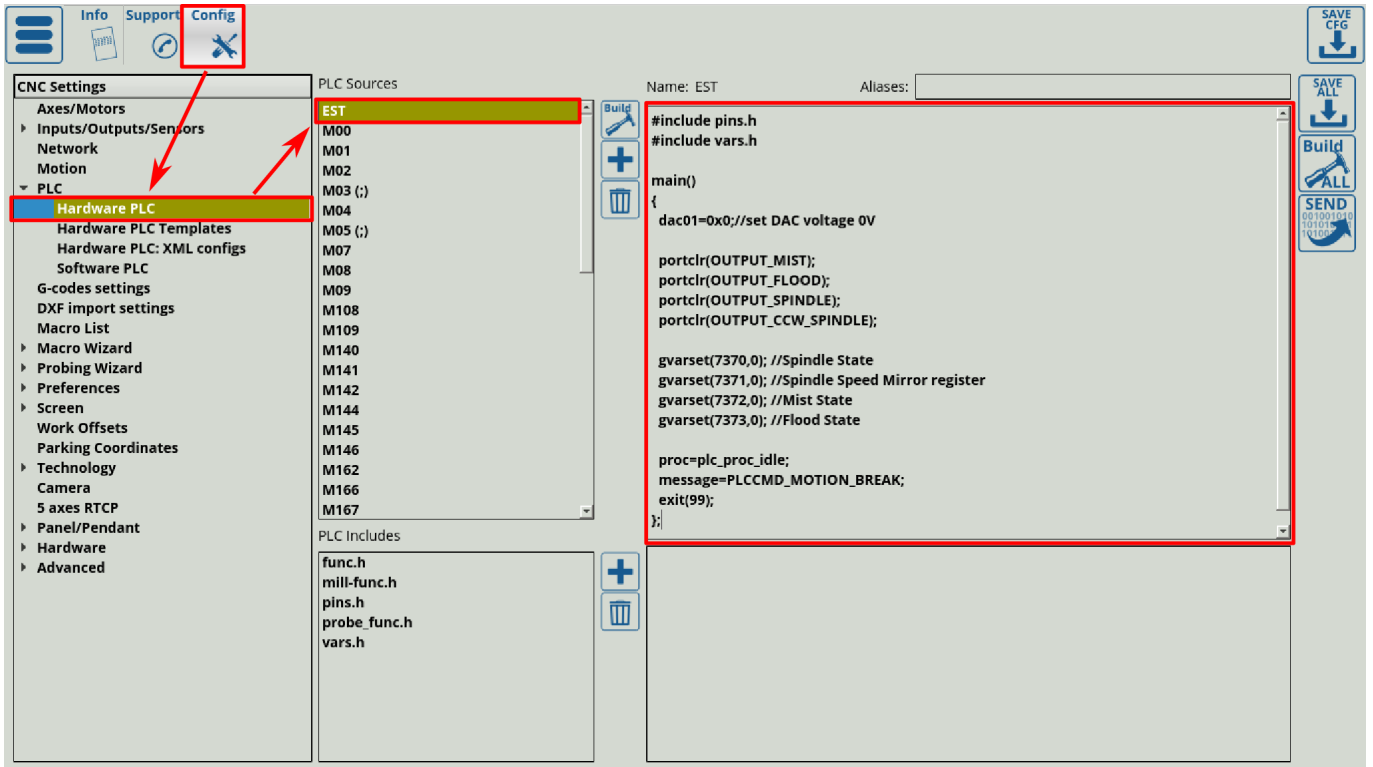 Info
Support
Config
SAVE
CFG
CNC Settings
Axes/Motors
Inputs/Outputs/Sensors
Network
Motion
PLC
Hardware PLC
Hardware PLC Templates
Hardware PLC: XML configs
Software PLC
G-codes settings
DXF import settings
Macro List
Macro Wizard
Probing Wizard
Preferences
Screen
Work Offsets
Parking Coordinates
Technology
Camera
5 axes RTCP
Panel/Pendant
Hardware
Advanced
PLC Sources
EST
M00
M01
M02
M03 (;)
M04
M05 (;)
M07
M08
M09
M108
M109
M140
M141
M142
M144
M145
M146
M162
M166
M167
Build
PLC Includes
func.h
mill-func.h
pins.h
probe_func.h
vars.h
Name: EST
Aliases:
#include pins.h
#include vars.h
main()
{
dac01=0x0;//set DAC voltage 0V
portclr(OUTPUT_MIST);
portclr(OUTPUT_FLOOD);
portclr(OUTPUT_SPINDLE);
portclr(OUTPUT_CCW_SPINDLE);
gvarset(7370,0); //Spindle State
gvarset(7371,0); //Spindle Speed Mirror register
gvarset(7372,0); //Mist State
gvarset(7373,0); //Flood State
proc=plc_proc_idle;
message=PLCCMD_MOTION_BREAK;
exit(99);
};
SAVE
ALL
Build
ALL
SEND